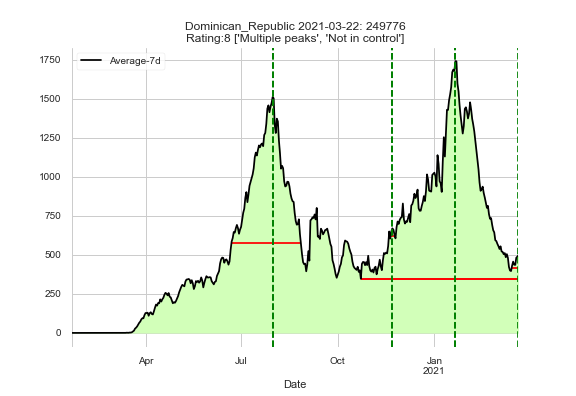 Dominican_Republic 2021-03-22: 249776
Rating:8 ['Multiple peaks', 'Not in control']
Average-7d
1750
1500
1250
1000
750
500
250
0
Apr
Jul
Oct
Jan
2021
Date